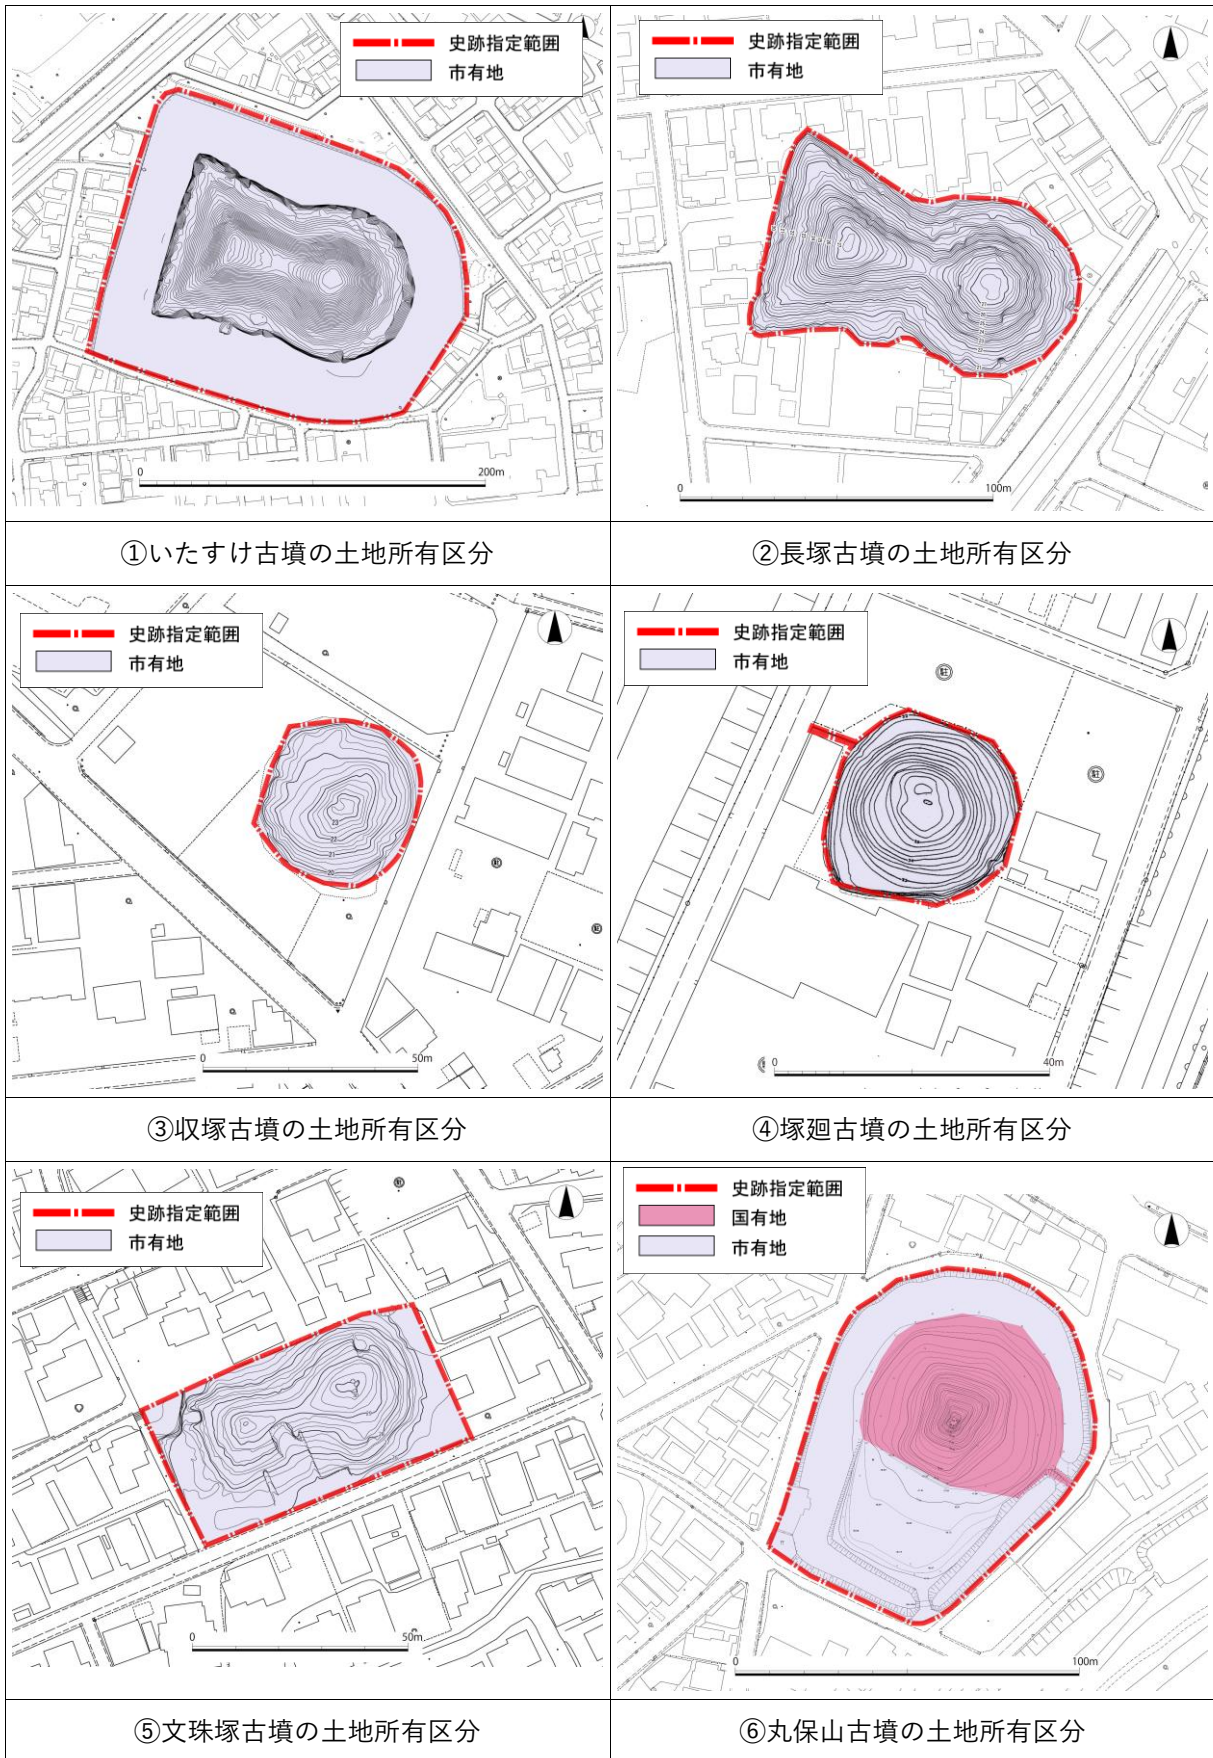 史跡指定範囲
市有地
0
200m
①いたすけ古墳の土地所有区分
史跡指定範囲
市有地
0
100m
②長塚古墳の土地所有区分
史跡指定範囲
市有地
23
22
21
20
0
50m
③収塚古墳の土地所有区分
史跡指定範囲
市有地
駐
駐
0
40m
④塚廻古墳の土地所有区分
史跡指定範囲
市有地
0
50m
⑤文珠塚古墳の土地所有区分
史跡指定範囲
国有地
市有地
0
100m
⑥丸保山古墳の土地所有区分